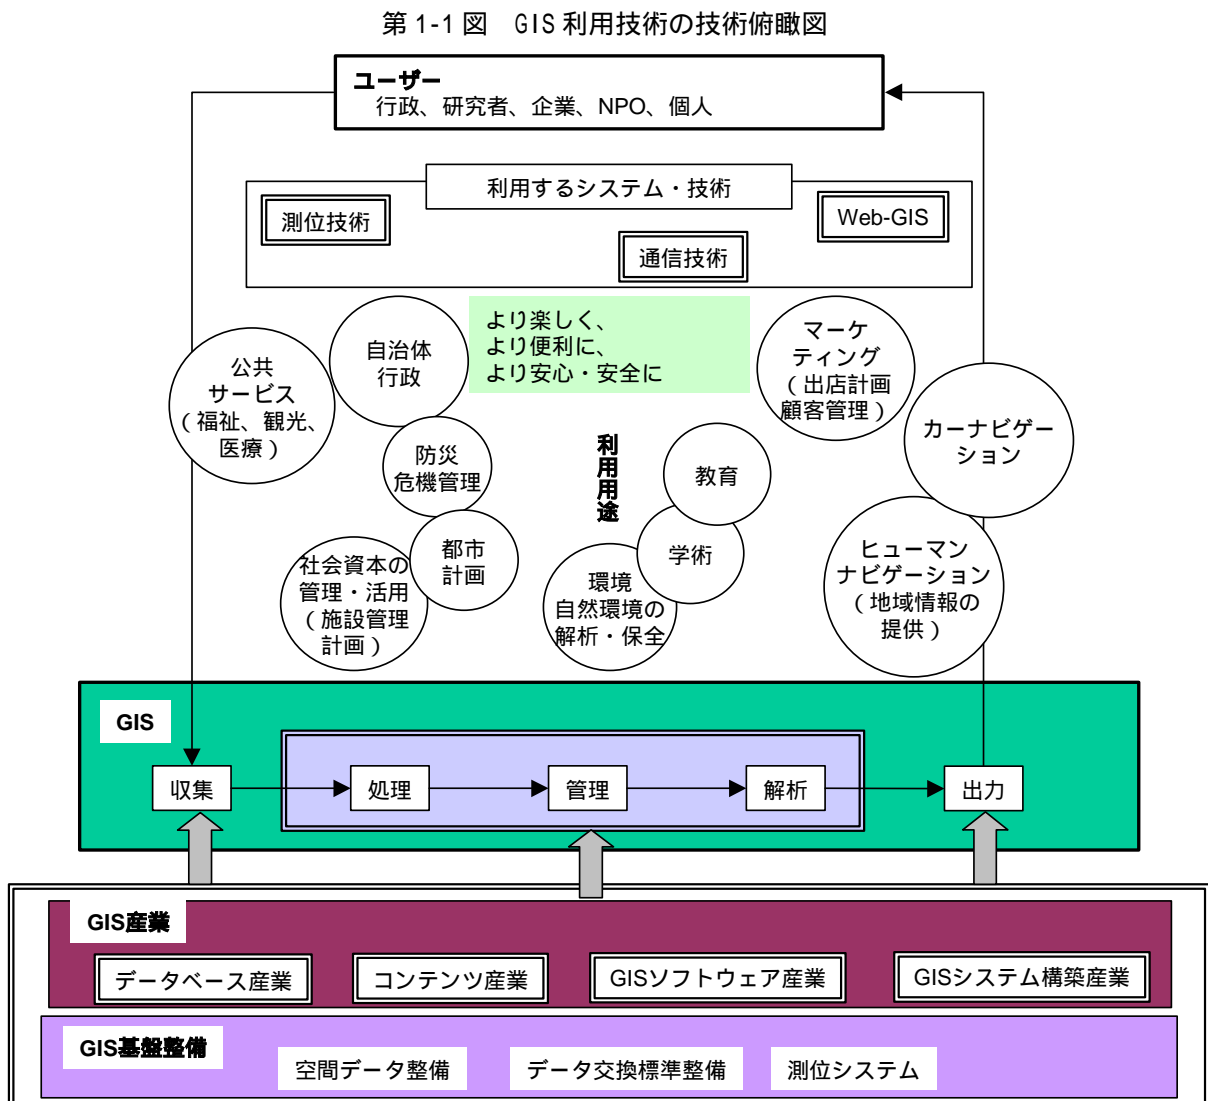 第 1-1 図　GIS 利用技術の技術俯瞰図
ユーザー
行政、研究者、企業、NPO、個人
利用するシステム・技術
測位技術
Web-GIS
通信技術
より楽しく、
より便利に、
より安心・安全に
公共
サービス
（福祉、観光、
医療）
自治体
行政
防災
危機管理
都市
計画
社会資本の
管理・活用
（施設管理
計画）
利用用途
教育
学術
環境
自然環境の
解析・保全
マーケ
ティング
（出店計画
顧客管理）
カーナビゲー
ション
ヒューマン
ナビゲーション
（地域情報の
提供）
GIS
収集
処理
管理
解析
出力
GIS産業
データベース産業
コンテンツ産業
GISソフトウェア産業
GISシステム構築産業
GIS基盤整備
空間データ整備
データ交換標準整備
測位システム